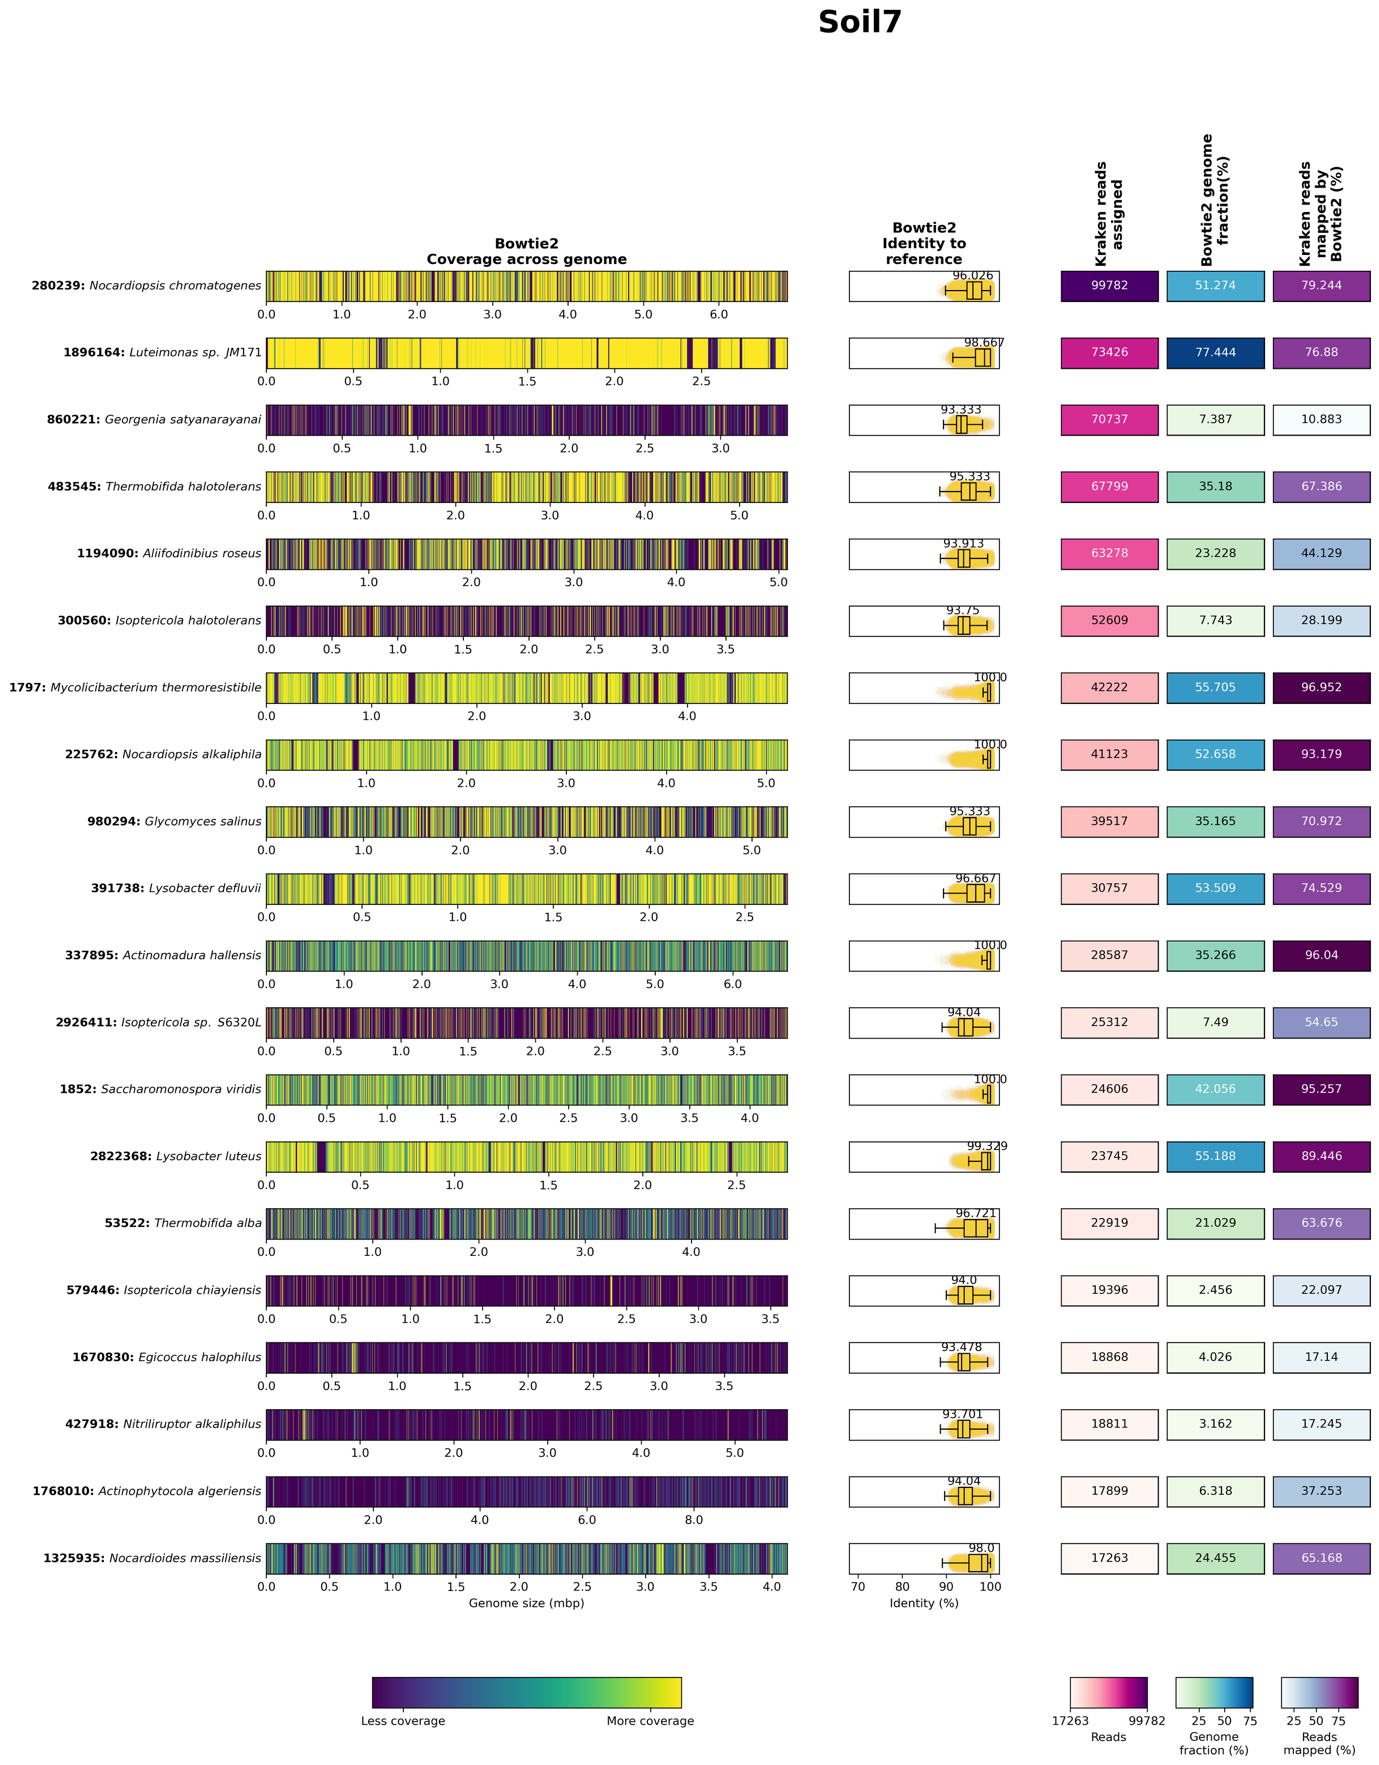 Soil7
Bowtie2
Coverage across genome
Bowtie2
Identity to
reference
Kraken reads
assigned
Bowtie2 genome
fraction(%)
Kraken reads
mapped by
Bowtie2 (%)
280239: Nocardiopsis chromatogenes 96.026 99782 51.274 79.244
0.0 1.0 2.0 3.0 4.0 5.0 6.0
1896164: Luteimonas sp. JM171 98.667 73426 77.444 76.88
0.0 0.5 1.0 1.5 2.0 2.5
860221: Georgenia satyanarayanai 93.333 70737 7.387 10.883
0.0 0.5 1.0 1.5 2.0 2.5 3.0
483545: Thermobifida halotolerans 95.333 67799 35.18 67.386
0.0 1.0 2.0 3.0 4.0 5.0
1194090: Aliifodinibius roseus 93.913 63278 23.228 44.129
0.0 1.0 2.0 3.0 4.0 5.0
300560: Isoptericola halotolerans 93.75 52609 7.743 28.199
0.0 0.5 1.0 1.5 2.0 2.5 3.0 3.5
1797: Mycolicibacterium thermoresistibile 100.0 42222 55.705 96.952
0.0 1.0 2.0 3.0 4.0
225762: Nocardiopsis alkaliphila 100.0 41123 52.658 93.179
0.0 1.0 2.0 3.0 4.0 5.0
980294: Glycomyces salinus 95.333 39517 35.165 70.972
0.0 1.0 2.0 3.0 4.0 5.0
391738: Lysobacter defluvii 96.667 30757 53.509 74.529
0.0 0.5 1.0 1.5 2.0 2.5
337895: Actinomadura hallensis 100.0 28587 35.266 96.04
0.0 1.0 2.0 3.0 4.0 5.0 6.0
2926411: Isoptericola sp. S6320L 94.04 25312 7.49 54.65
0.0 0.5 1.0 1.5 2.0 2.5 3.0 3.5
1852: Saccharomonospora viridis 100.0 24606 42.056 95.257
0.0 0.5 1.0 1.5 2.0 2.5 3.0 3.5 4.0
2822368: Lysobacter luteus 99.329 23745 55.188 89.446
0.0 0.5 1.0 1.5 2.0 2.5
53522: Thermobifida alba 96.721 22919 21.029 63.676
0.0 1.0 2.0 3.0 4.0
579446: Isoptericola chiayiensis 94.0 19396 2.456 22.097
0.0 0.5 1.0 1.5 2.0 2.5 3.0 3.5
1670830: Egicoccus halophilus 93.478 18868 4.026 17.14
0.0 0.5 1.0 1.5 2.0 2.5 3.0 3.5
427918: Nitriliruptor alkaliphilus 93.701 18811 3.162 17.245
0.0 1.0 2.0 3.0 4.0 5.0
1768010: Actinophytocola algeriensis 94.04 17899 6.318 37.253
0.0 2.0 4.0 6.0 8.0
1325935: Nocardioides massiliensis 98.0 17263 24.455 65.168
0.0 0.5 1.0 1.5 2.0 2.5 3.0 3.5 4.0 70 80 90 100
Genome size (mbp) Identity (%)
Less coverage More coverage
17263 99782 25 50 75 25 50 75
Reads
Genome
fraction (%)
Reads
mapped (%)